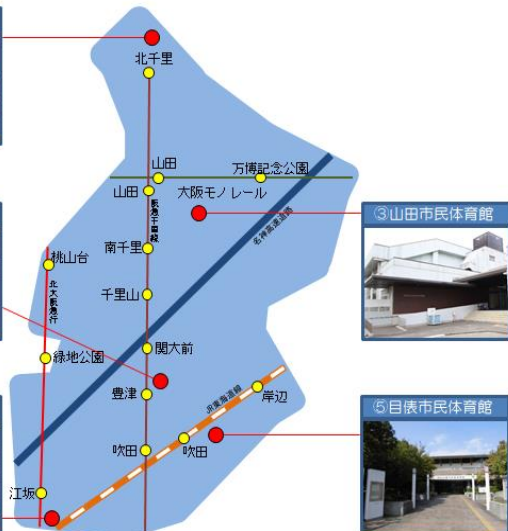 北千里
山田
万博記念公園
山田
大阪モノレール
阪急千里線
名神高速道路
③山田市民体育館
南千里
桃山台
北大阪急行
千里山
関大前
緑地公園
豊津
JR東海道線
岸辺
⑤目俵市民体育館
吹田
吹田
江坂